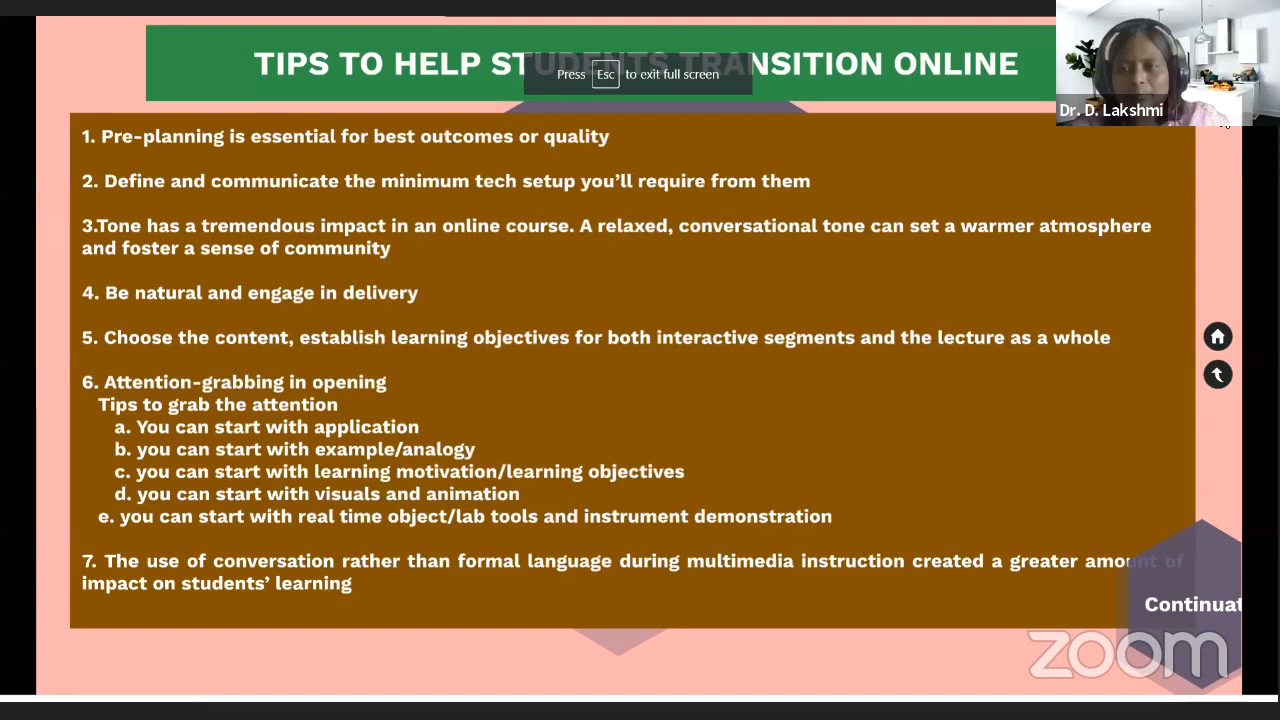 TIPS TO HELP STUDENTS TRANSITION ONLINE
Press Esc to exit full screen
Dr. D. Lakshmi
1. Pre-planning is essential for best outcomes or quality
2. Define and communicate the minimum tech setup you’ll require from them
3.Tone has a tremendous impact in an online course. A relaxed, conversational tone can set a warmer atmosphere
and foster a sense of community
4. Be natural and engage in delivery
5. Choose the content, establish learning objectives for both interactive segments and the lecture as a whole
6. Attention-grabbing in opening
Tips to grab the attention
a. You can start with application
b. you can start with example/analogy
c. you can start with learning motivation/learning objectives
d. you can start with visuals and animation
e. you can start with real time object/lab tools and instrument demonstration
7. The use of conversation rather than formal language during multimedia instruction created a greater amount of
impact on students’ learning
Continuat
zoom